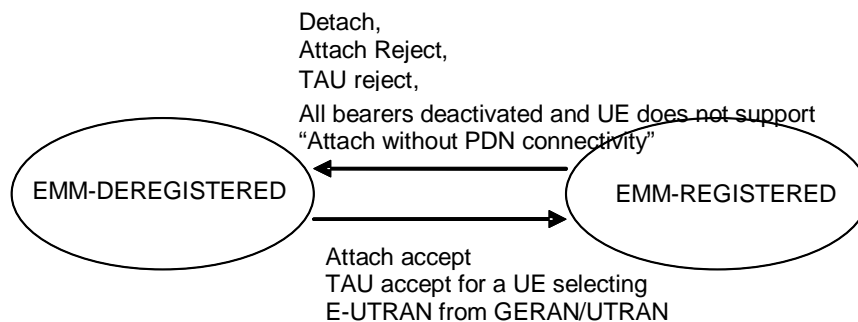 Detach,
Attach Reject,
TAU reject,
All bearers deactivated and UE does not support
“Attach without PDN connectivity”
EMM-DEREGISTERED
EMM-REGISTERED
Attach accept
TAU accept for a UE selecting
E-UTRAN from GERAN/UTRAN